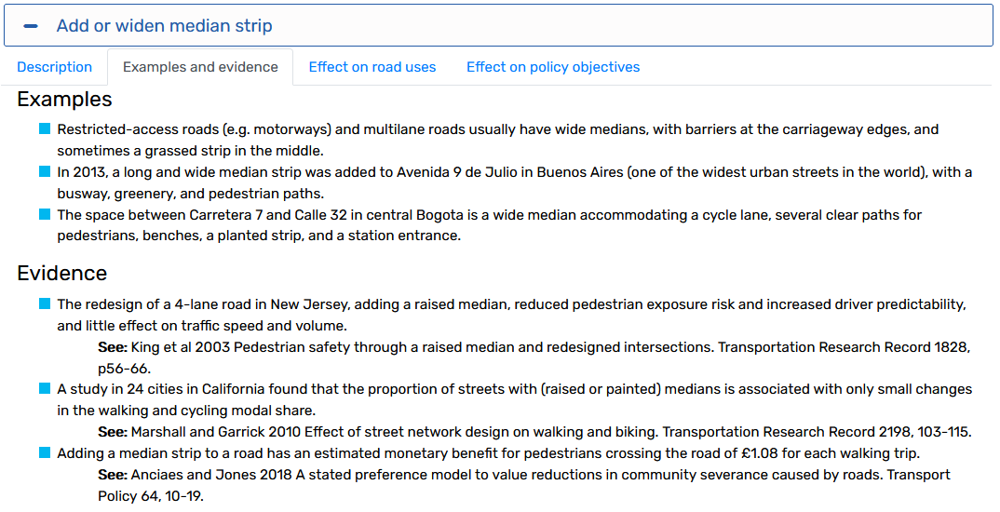 Add or widen median strip
Description Examples and evidence Effect on road uses Effect on policy objectives
Examples
Restricted-access roads (e.g. motorways) and multilane roads usually have wide medians, with barriers at the carriageway edges, and
sometimes a grassed strip in the middle.
In 2013, a long and wide median strip was added to Avenida 9 de Julio in Buenos Aires (one of the widest urban streets in the world), with a
busway, greenery, and pedestrian paths.
The space between Carretera 7 and Calle 32 in central Bogota is a wide median accommodating a cycle lane, several clear paths for
pedestrians, benches, a planted strip, and a station entrance.
Evidence
The redesign of a 4-lane road in New Jersey, adding a raised median, reduced pedestrian exposure risk and increased driver predictability,
and little effect on traffic speed and volume.
See: King et al 2003 Pedestrian safety through a raised median and redesigned intersections. Transportation Research Record 1828,
p56-66.
A study in 24 cities in California found that the proportion of streets with (raised or painted) medians is associated with only small changes
in the walking and cycling modal share.
See: Marshall and Garrick 2010 Effect of street network design on walking and biking. Transportation Research Record 2198, 103-115.
Adding a median strip to a road has an estimated monetary benefit for pedestrians crossing the road of £1.08 for each walking trip.
See: Anciaes and Jones 2018 A stated preference model to value reductions in community severance caused by roads. Transport
Policy 64, 10-19.